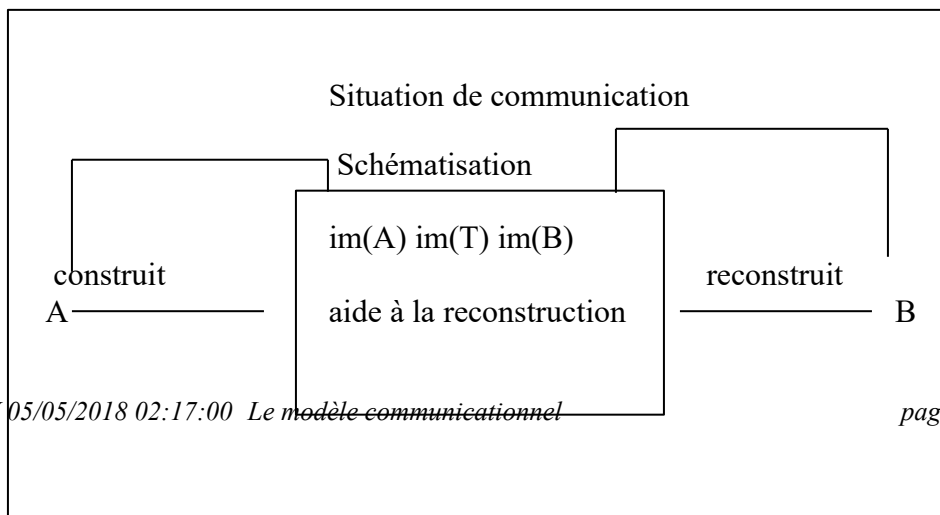 Situation de communication
Schématisation
im(A) im(T) im(B)
construit
reconstruit
A
aide à la reconstruction
B
05/05/2018 02:17:00 Le modèle communicationnel
pag